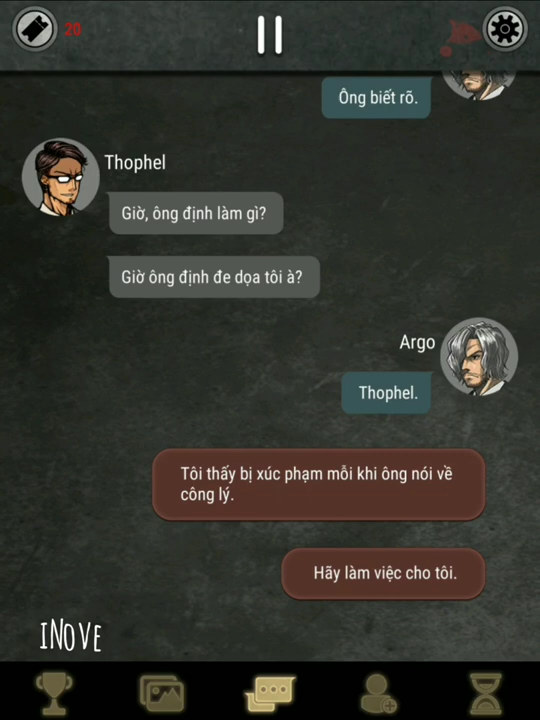 20
Ông biết rõ.
Thophel
Giờ, ông định làm gì?
Giờ ông định đe dọa tôi à?
Argo
Thophel.
Tôi thấy bị xúc phạm mỗi khi ông nói về
công lý.
Hãy làm việc cho tôi.
iNOVE